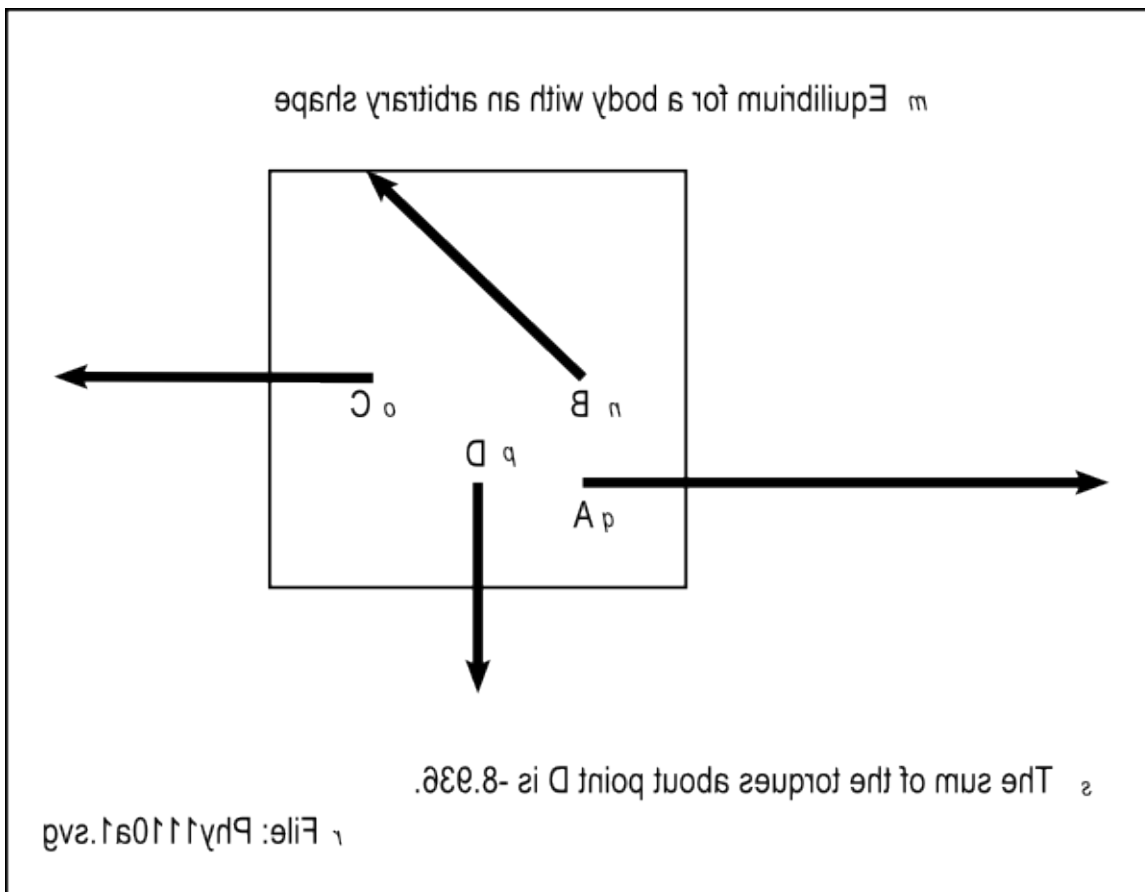 m Equilibrium for a body with an arbitrary shape
o C
n B
p D
q A
s The sum of the torques about point D is -8.936.
r File: Phy1110a1.svg